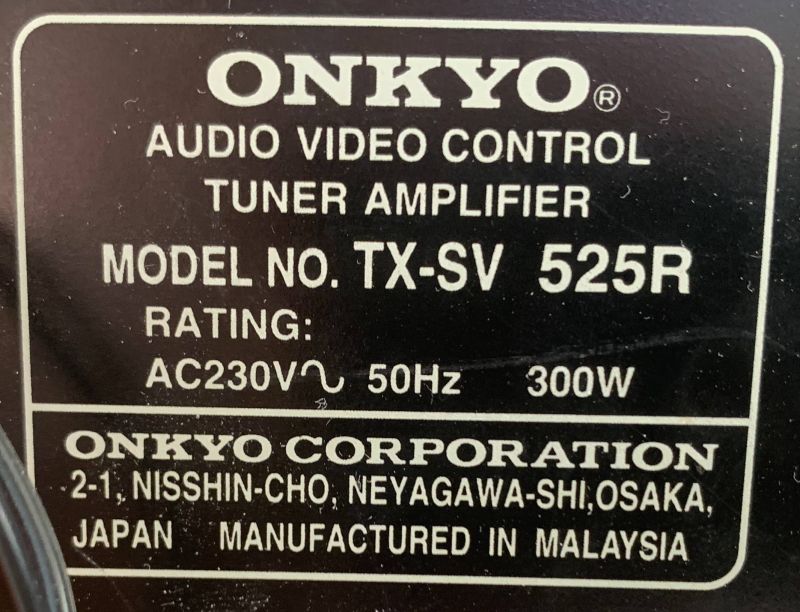 ONKYO®
AUDIO VIDEO CONTROL
TUNER AMPLIFIER
MODEL NO. TX-SV 525R
RATING:
AC230V∿ 50Hz 300W
ONKYO CORPORATION
2-1, NISSHIN-CHO, NEYAGAWA-SHI,OSAKA,
JAPAN MANUFACTURED IN MALAYSIA